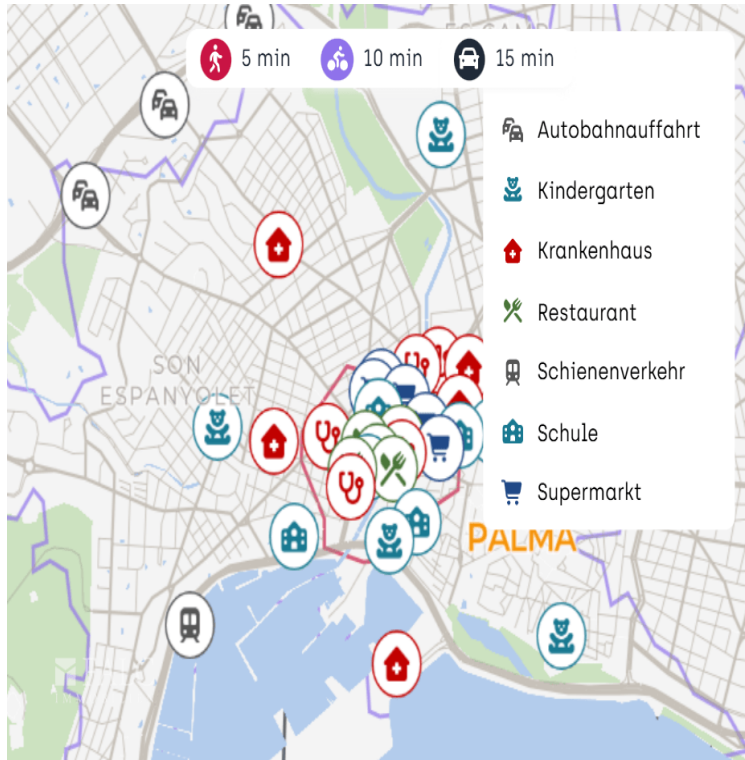 5 min
10 min
15 min
Autobahnauffahrt
Kindergarten
Krankenhaus
Restaurant
Schienenverkehr
Schule
Supermarkt
SON
ESPANYOLET
PALMA